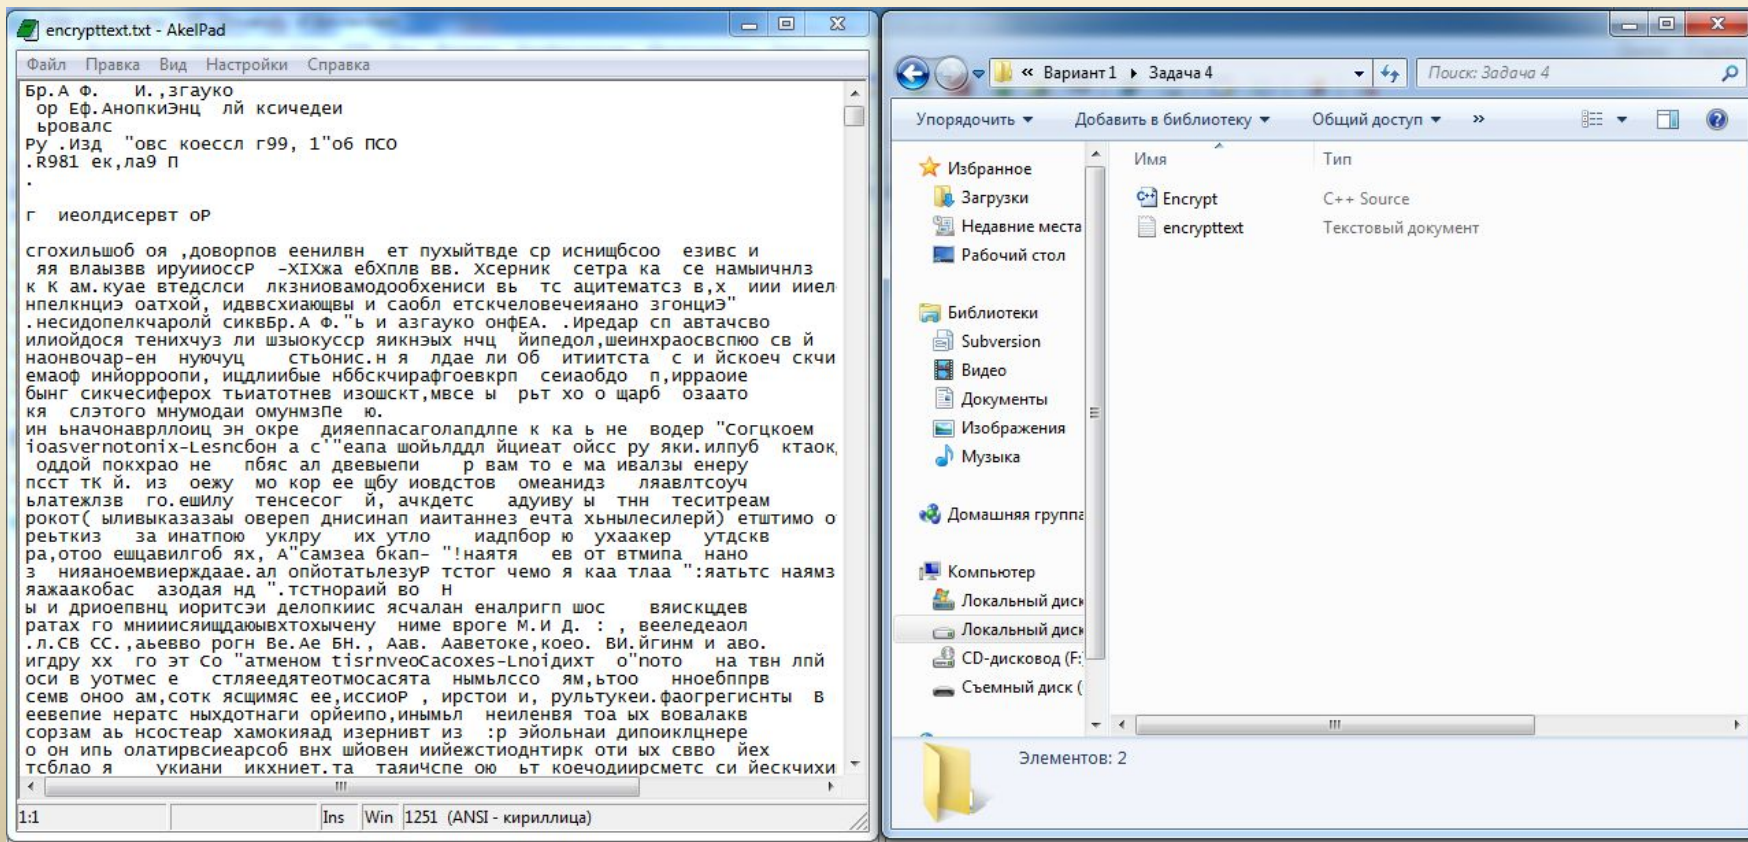 encrypttext.txt - AkelPad
Файл Правка Вид Настройки Справка
Бр.А Ф. И.,згауко
ор Еф.АнопкиЭнц лй ксичедеи
ьровалс
Ру .Изд "овс коессл г99, 1"об ПСО
.R981 ек,ла9 П
.
г иеолдисервт оР
сгохильшоб оя ,доворпов еенилвн ет пухыйтвде ср иснищбсоо езивс и
яя влаызвв ируииоссР -XIXжа ебХплв вв. Хсерник сетра ка се намыичнлз
к К ам.куае втедслси лкзниовамодообхениси вь тс ацитематсз в,х иии ииел
нпелкнциэ оатхой, идввсхиающвы и саобл етскчеловечеияано згонциЭ"
.несидопелкчаролй сиквБр.А Ф."ь и азгауко онфЕА. .Иредар сп автачсво
илиойдося тенихчуз ли шзыокусср яикнэых нчц йипедол,шеинхраосвспюо св й
наонвочар-ен нуючуц стьонис.н я лдае ли Об итиитста с и йскоеч скчи
емаоф инйорроопи, ицдлиибые нббскчирафгоевкрп сеиаобдо п,ирраоие
бынг сикчесиферох тьиатотнев изошскт,мвсе ы рьт хо о щарб озаато
кя слэтого мнумодаи омунмзПе ю.
ин ьначонаврллоиц эн окре дияеппасаголапдлпе к ка ь не водер "Согцкоем
ioasvernotonix-Lesncбон а с'"еапа шойьлддл йциеат ойсс ру яки.илпуб ктаок,
оддой покхрао не пбяс ал двевыепи р вам то е ма ивалзы енеру
псст тК й. из оежу мо кор ее щбу иовдстов омеанидз ляавлтсоуч
ьлатежлзв го.ешИлу тенсесог й, ачкдетс адуиву ы тнн теситреам
рокот( ыливыказазаы овереп днисинап иаитаннез ечта хьнылесилерй) етштимо о
реьткиз за инатпою уклру их утло иадпбор ю ухаакер утдскв
ра,отоо ешцавилгоб ях, А"самзеа бкап- "!наятя ев от втмипа нано
з нияаноемвиерждаае.ал опйотатьлезуР тстог чемо я каа тлаа ":яатьтс наямз
яажаакобас азодая нд ".тстнораий во Н
ы и дриоепвнц иоритсэи делопкиис ясчалан еналригп шос вяискцдев
ратах го мнииисяищдаюывхтохычену ниме вроге М.И Д. : , вееледеаол
.л.СВ СС.,аьевво рогн Ве.Ае БН., Аав. Ааветоке,коео. ВИ.йгинм и аво.
игдру хх го эт Со "атменом tisrnveoCacoxes-Lnoiдихт о"пото на твн лпй
оси в уотмес е стляеедятеотмосасята нымьлссо ям,ьтоо нноебппрв
семв оноо ам,сотк ясщимяс ее,иссиоР , ирстои и, рультукеи.фаогрегиснты В
еевепие нератс ныхдотнаги орйеипо,инымьл неиленвя тоа ых вовалакв
сорзам аь нсостеар хамокияад изернивт из :р эйольнаи дипоиклцнере
о он ипь олатирвсиеарсоб внх шйовен иийежстиоднтирк оти ых свво йех
тсблао я укиани икхниет.та таяиЧспе ою ьт коечодиирсметс си йескчихи
1:1 Ins Win 1251 (ANSI - кириллица)
« Вариант 1 Задача 4
Поиск: Задача 4
Упорядочить Добавить в библиотеку Общий доступ »
Имя Тип
Encrypt C++ Source
encrypttext Текстовый документ
Избранное
Загрузки
Недавние места
Рабочий стол
Библиотеки
Subversion
Видео
Документы
Изображения
Музыка
Домашняя группа
Компьютер
Локальный диск
Локальный диск
CD-дисковод (F:
Съемный диск (
Элементов: 2